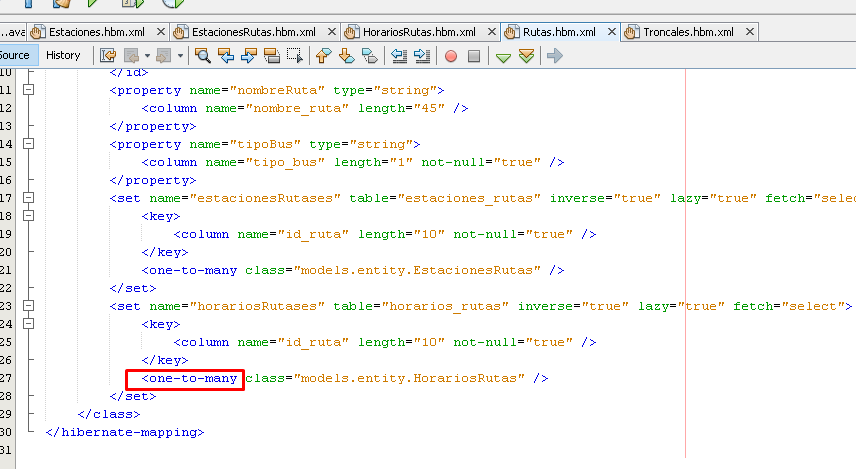 ...ava Estaciones.hbm.xml EstacionesRutas.hbm.xml HorariosRutas.hbm.xml Rutas.hbm.xml Troncales.hbm.xml
Source History
10 </id>
11 <property name="nombreRuta" type="string">
12 <column name="nombre_ruta" length="45" />
13 </property>
14 <property name="tipoBus" type="string">
15 <column name="tipo_bus" length="1" not-null="true" />
16 </property>
17 <set name="estacionesRutases" table="estaciones_rutas" inverse="true" lazy="true" fetch="selec
18 <key>
19 <column name="id_ruta" length="10" not-null="true" />
20 </key>
21 <one-to-many class="models.entity.EstacionesRutas" />
22 </set>
23 <set name="horariosRutases" table="horarios_rutas" inverse="true" lazy="true" fetch="select">
24 <key>
25 <column name="id_ruta" length="10" not-null="true" />
26 </key>
27 <one-to-many class="models.entity.HorariosRutas" />
28 </set>
29 </class>
30 </hibernate-mapping>
31